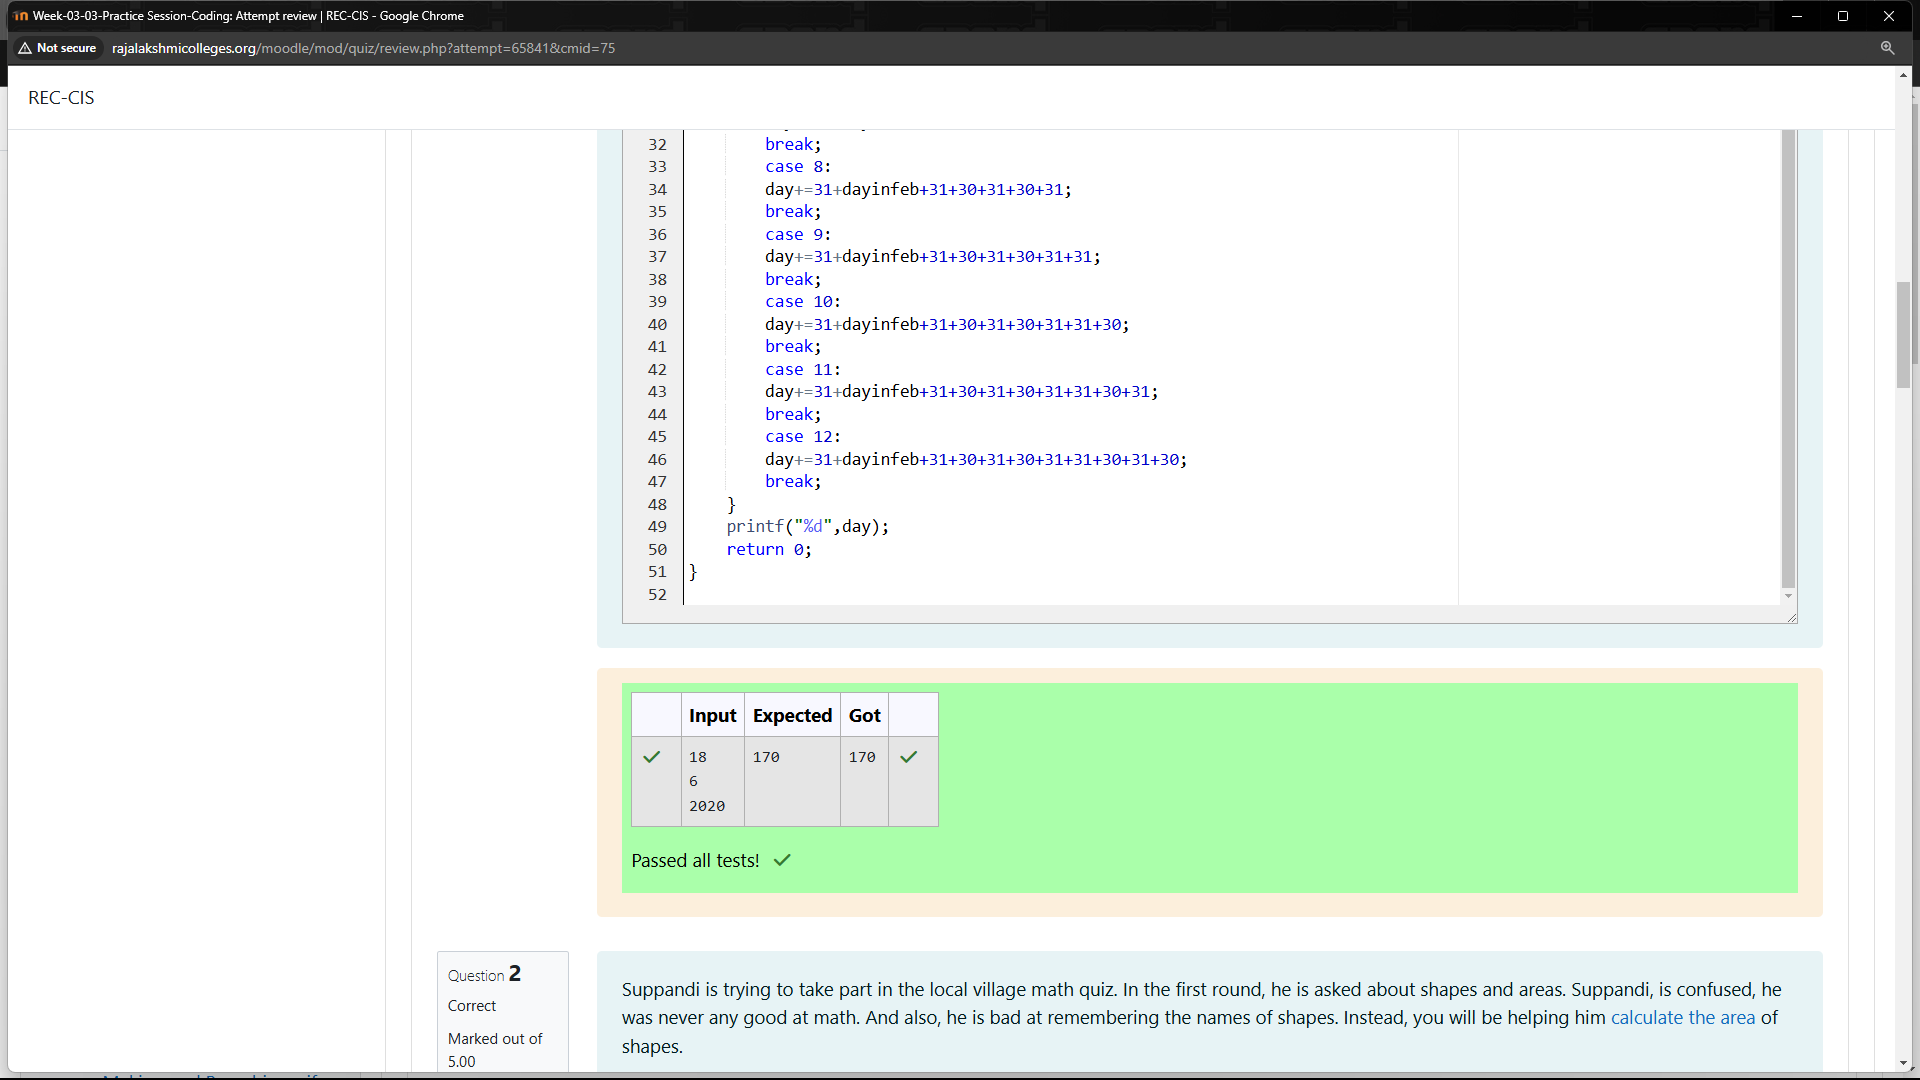 Week-03-03-Practice Session-Coding: Attempt review | REC-CIS - Google Chrome
Not secure rajalakshmicolleges.org/moodle/mod/quiz/review.php?attempt=65841&cmid=75
REC-CIS
32 break;
33 case 8:
34 day+=31+dayinfeb+31+30+31+30+31;
35 break;
36 case 9:
37 day+=31+dayinfeb+31+30+31+30+31+31;
38 break;
39 case 10:
40 day+=31+dayinfeb+31+30+31+30+31+31+30;
41 break;
42 case 11:
43 day+=31+dayinfeb+31+30+31+30+31+31+30+31;
44 break;
45 case 12:
46 day+=31+dayinfeb+31+30+31+30+31+31+30+31+30;
47 break;
48 }
49 printf("%d",day);
50 return 0;
51 }
52
Input Expected Got
18 170 170
6
2020
Passed all tests!
Question 2
Correct
Marked out of
5.00
Suppandi is trying to take part in the local village math quiz. In the first round, he is asked about shapes and areas. Suppandi, is confused, he
was never any good at math. And also, he is bad at remembering the names of shapes. Instead, you will be helping him calculate the area of
shapes.